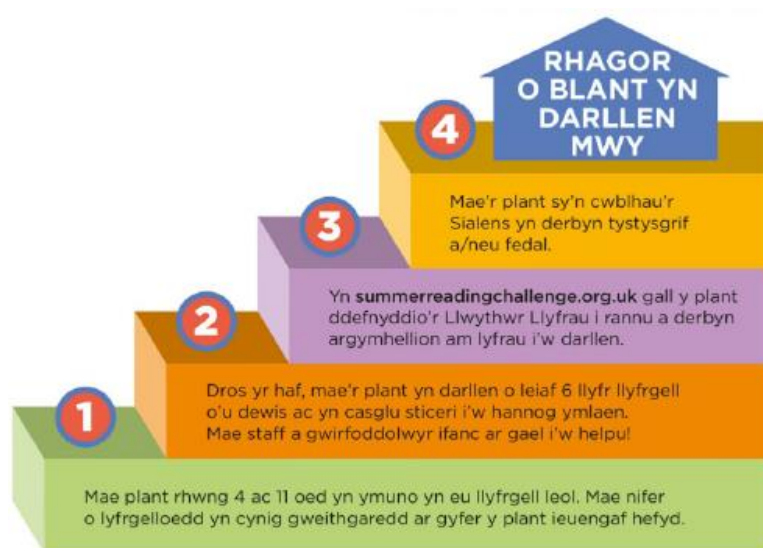 RHAGOR
O BLANT YN
DARLLEN
MWY
4
Mae'r plant sy'n cwblhau'r
Sialens yn derbyn tystysgrif
a/neu fedal.
3
Yn summerreadingchallenge.org.uk gall y plant
ddefnyddio'r Llwythwr Llyfrau i rannu a derbyn
argymhellion am lyfrau i'w darllen.
2
Dros yr haf, mae'r plant yn darllen o leiaf 6 llyfr llyfrgell
o'u dewis ac yn casglu sticeri i'w hannog ymlaen.
Mae staff a gwirfoddolwyr ifanc ar gael i'w helpu!
1
Mae plant rhwng 4 ac 11 oed yn ymuno yn eu llyfrgell leol. Mae nifer
o lyfrgelloedd yn cynig gweithgaredd ar gyfer y plant ieuengaf hefyd.